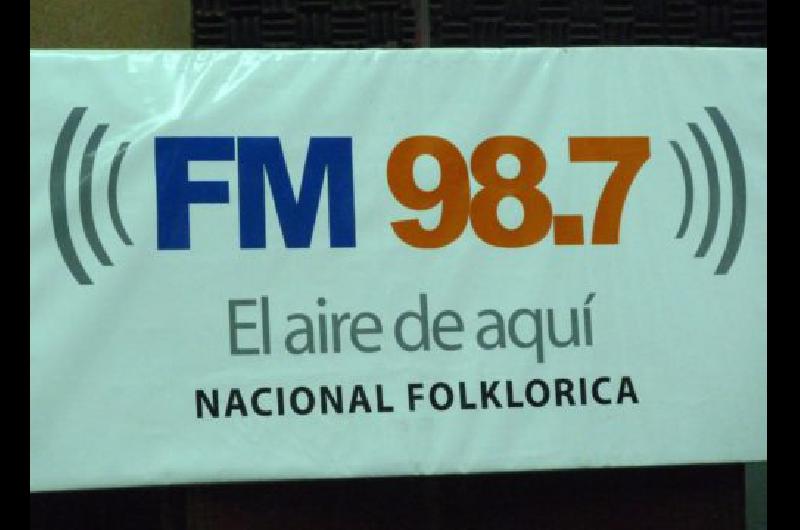 FM 98.7
El aire de aquí
NACIONAL FOLKLORICA